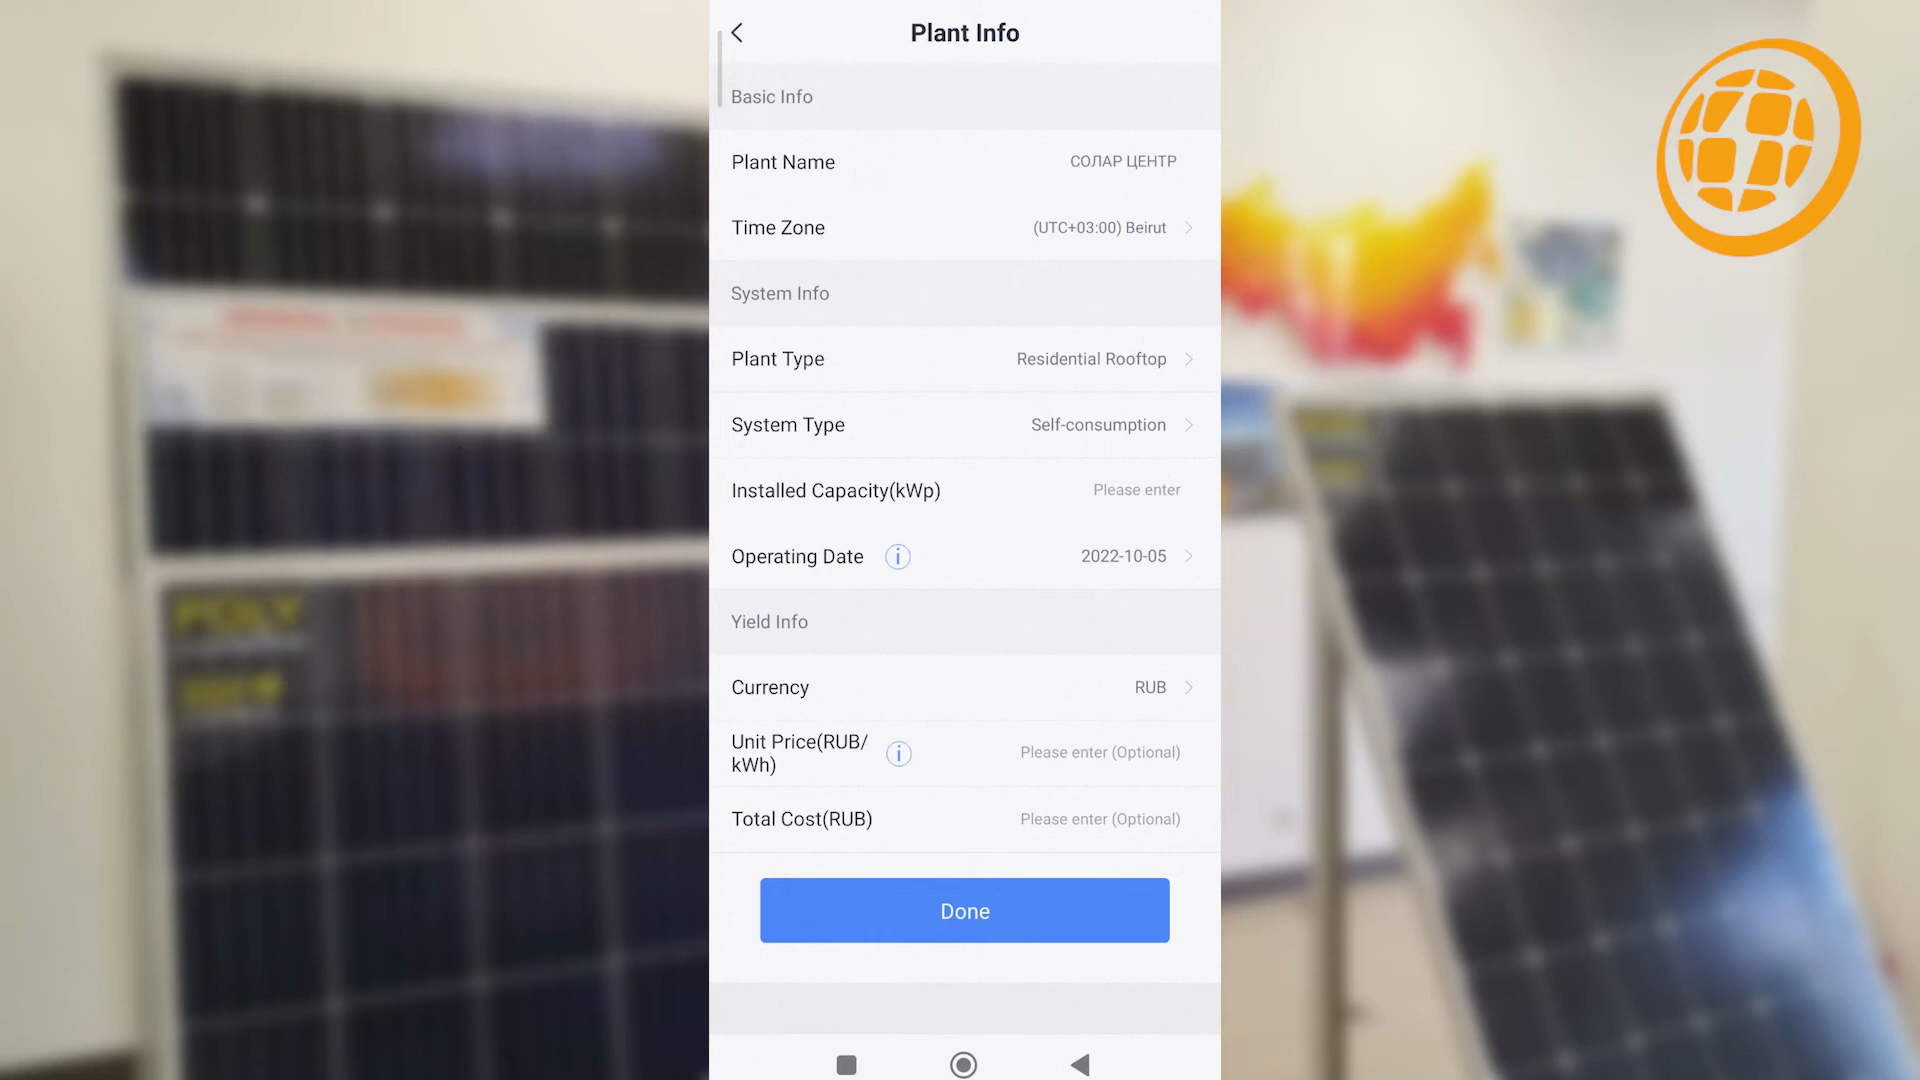 Plant Info
Basic Info
Plant Name СОЛАР ЦЕНТР
Time Zone (UTC+03:00) Beirut
System Info
Plant Type Residential Rooftop
System Type Self-consumption
Installed Capacity(kWp) Please enter
Operating Date 2022-10-05
Yield Info
Currency RUB
Unit Price(RUB/
kWh) Please enter (Optional)
Total Cost(RUB) Please enter (Optional)
Done
POLY